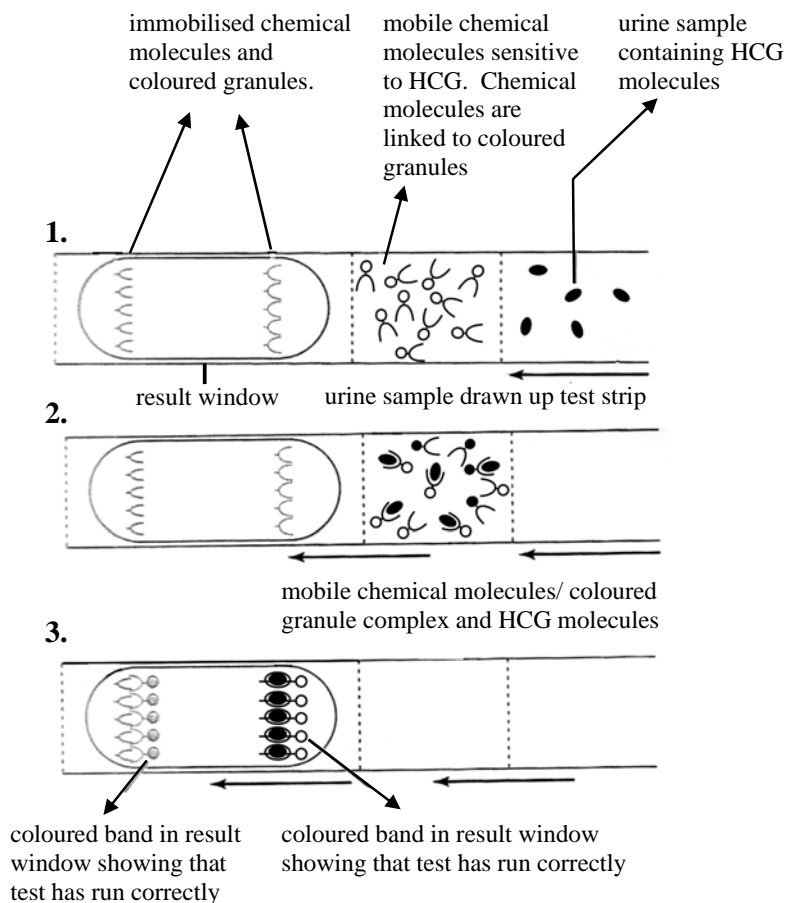 immobilised chemical
molecules and
coloured granules.
mobile chemical
molecules sensitive
to HCG. Chemical
molecules are
linked to coloured
granules
urine sample
containing HCG
molecules
1.
result window
urine sample drawn up test strip
2.
mobile chemical molecules/ coloured
granule complex and HCG molecules
3.
coloured band in result
window showing that
test has run correctly
coloured band in result window
showing that test has run correctly